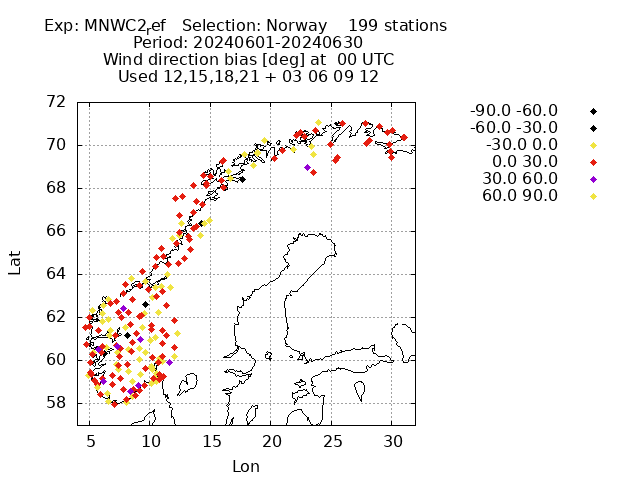 Exp: MNWC2ref Selection: Norway 199 stations
Period: 20240601-20240630
Wind direction bias [deg] at 00 UTC
Used 12,15,18,21 + 03 06 09 12
72
70
68
66
64
62
60
58
5 10 15 20 25 30
Lat
Lon
-90.0 -60.0
-60.0 -30.0
-30.0 0.0
0.0 30.0
30.0 60.0
60.0 90.0